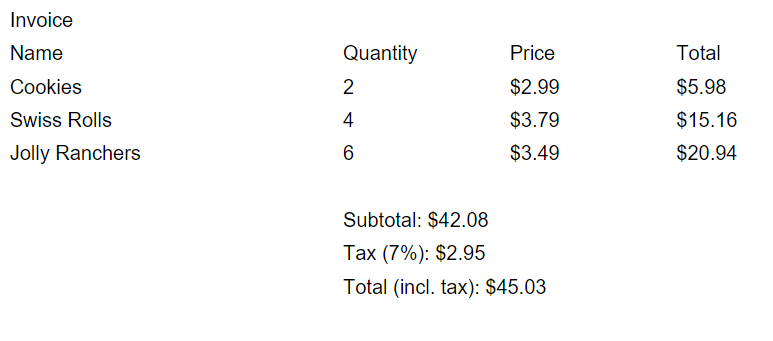 Invoice
Name Quantity Price Total
Cookies 2 $2.99 $5.98
Swiss Rolls 4 $3.79 $15.16
Jolly Ranchers 6 $3.49 $20.94
Subtotal: $42.08
Tax (7%): $2.95
Total (incl. tax): $45.03